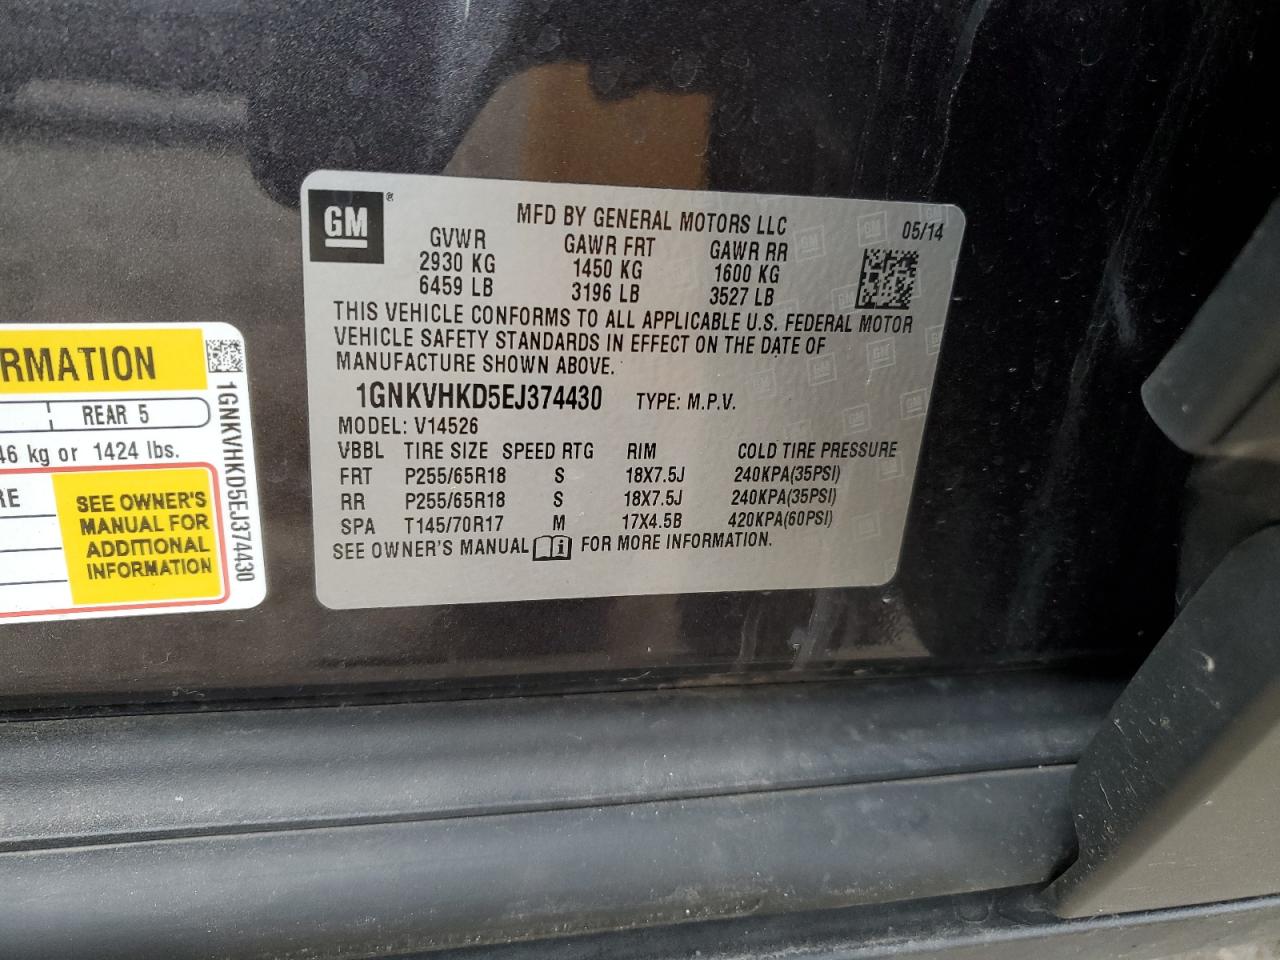 GM ®
MFD BY GENERAL MOTORS LLC 05/14
GVWR GAWR FRT GAWR RR
2930 KG 1450 KG 1600 KG
6459 LB 3196 LB 3527 LB
THIS VEHICLE CONFORMS TO ALL APPLICABLE U.S. FEDERAL MOTOR
VEHICLE SAFETY STANDARDS IN EFFECT ON THE DATE OF
MANUFACTURE SHOWN ABOVE.
1GNKVHKD5EJ374430 TYPE: M.P.V.
MODEL: V14526
VBBL TIRE SIZE SPEED RTG RIM COLD TIRE PRESSURE
FRT P255/65R18 S 18X7.5J 240KPA(35PSI)
RR P255/65R18 S 18X7.5J 240KPA(35PSI)
SPA T145/70R17 M 17X4.5B 420KPA(60PSI)
SEE OWNER'S MANUAL FOR MORE INFORMATION.
RMATION
REAR 5
46 kg or 1424 lbs.
RE
SEE OWNER'S
MANUAL FOR
ADDITIONAL
INFORMATION
1GNKVHKD5EJ374430